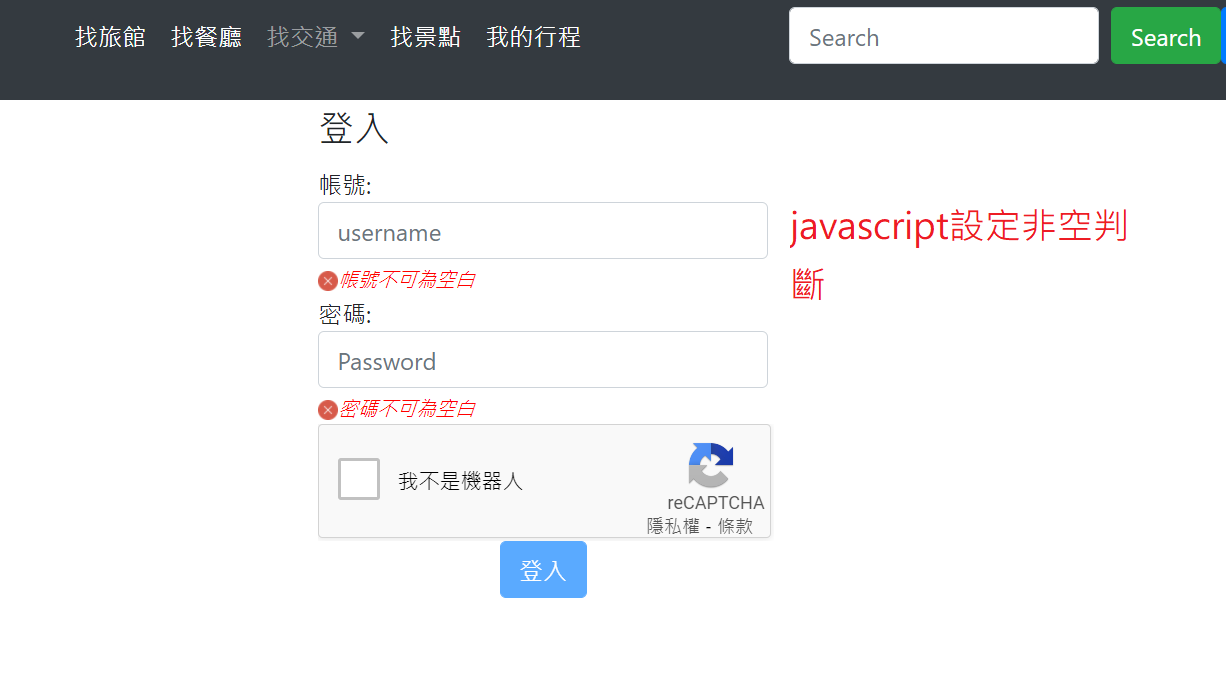 找旅館 找餐廳 找交通 找景點 我的行程 Search Search
登入
帳號:
username
javascript設定非空判
斷
帳號不可為空白
密碼:
Password
密碼不可為空白
我不是機器人
reCAPTCHA
隱私權 - 條款
登入